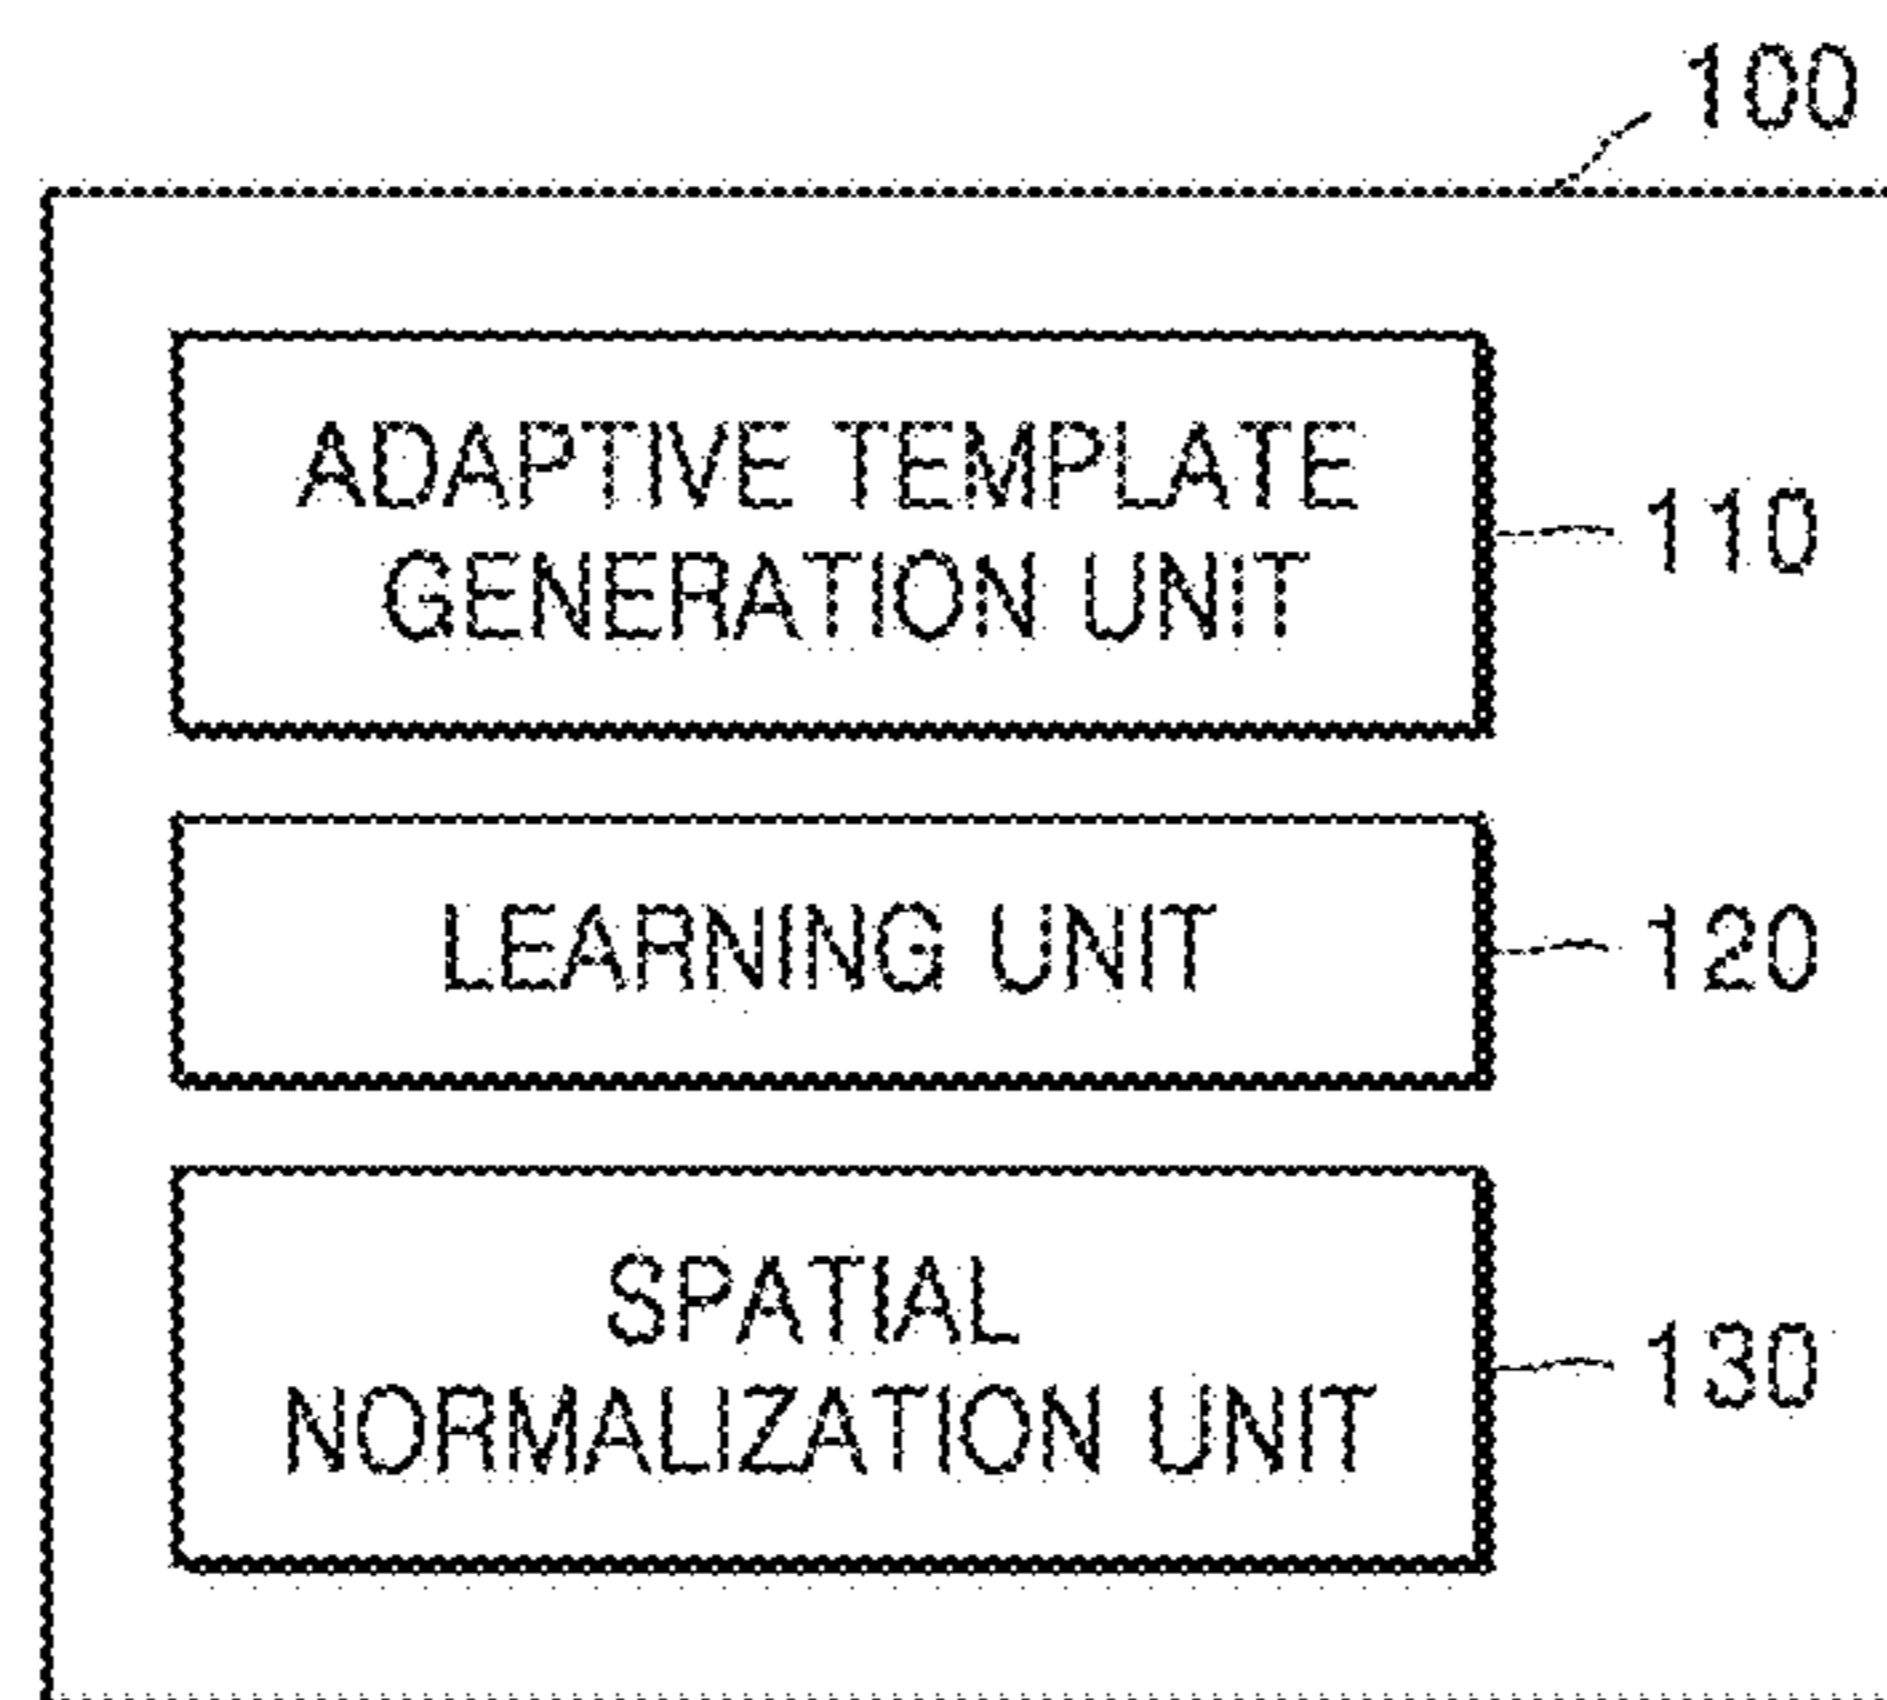 100
ADAPTIVE TEMPLATE
GENERATION UNIT
110
LEARNING UNIT
120
SPATIAL
NORMALIZATION UNIT
130